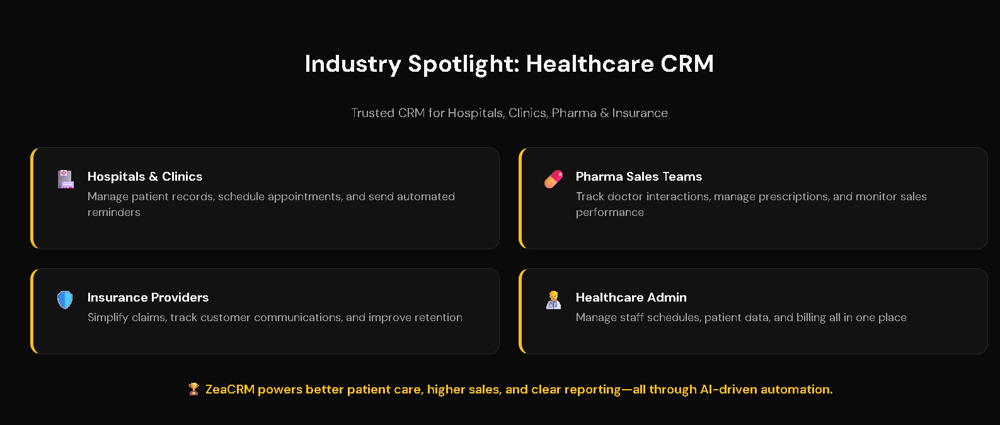 Industry Spotlight: Healthcare CRM
Trusted CRM for Hospitals, Clinics, Pharma & Insurance
Hospitals & Clinics
Manage patient records, schedule appointments, and send automated
reminders
Pharma Sales Teams
Track doctor interactions, manage prescriptions, and monitor sales
performance
Insurance Providers
Simplify claims, track customer communications, and improve retention
Healthcare Admin
Manage staff schedules, patient data, and billing all in one place
ZeaCRM powers better patient care, higher sales, and clear reporting—all through AI-driven automation.